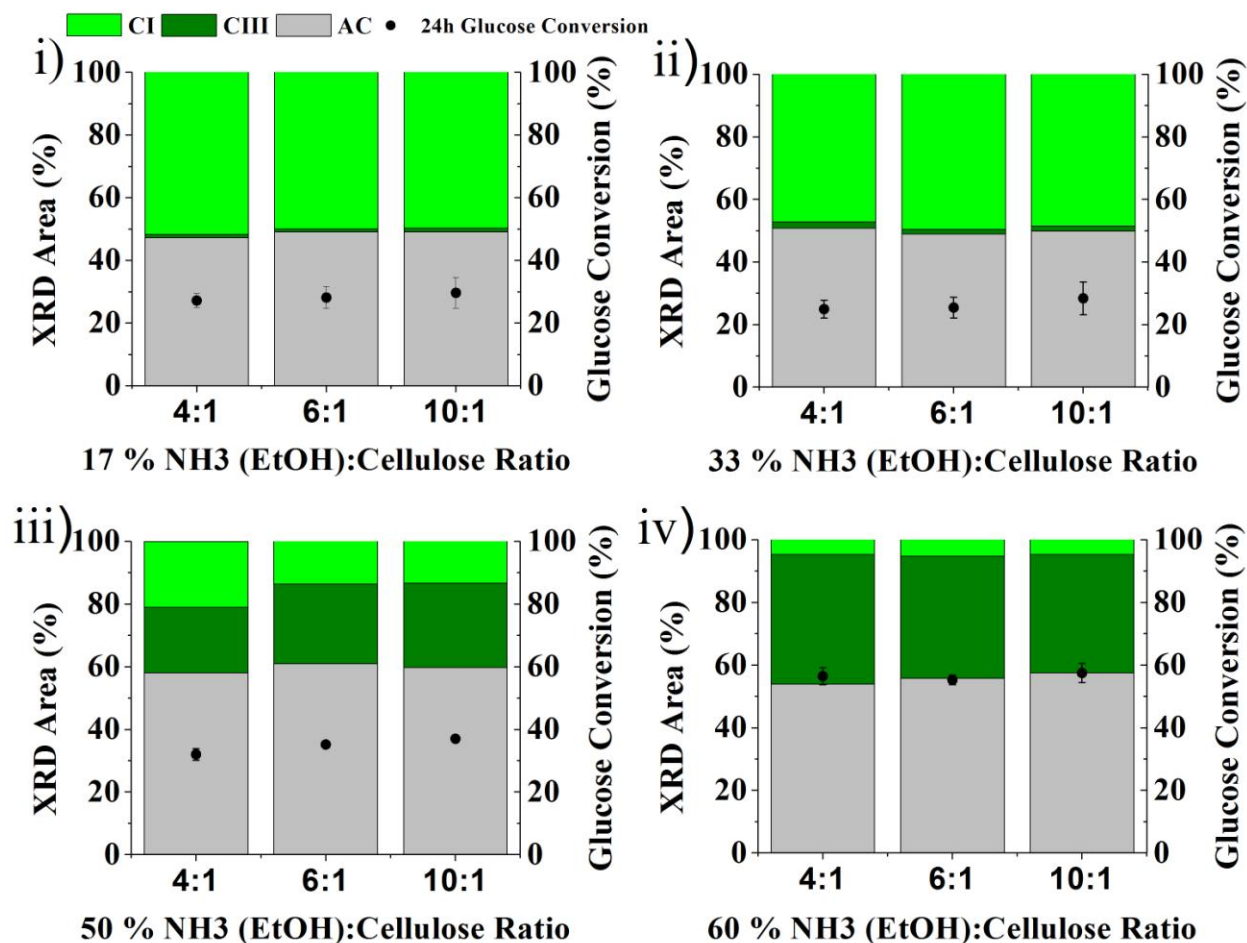 CI CIII AC 24h Glucose Conversion
i)
XRD Area (%)
100
80
60
40
20
0
4:1 6:1 10:1
100
80
60
40
20
0
Glucose Conversion (%)
17 % NH3 (EtOH):Cellulose Ratio
ii)
XRD Area (%)
100
80
60
40
20
0
4:1 6:1 10:1
100
80
60
40
20
0
Glucose Conversion (%)
33 % NH3 (EtOH):Cellulose Ratio
iii)
XRD Area (%)
100
80
60
40
20
0
4:1 6:1 10:1
100
80
60
40
20
0
Glucose Conversion (%)
50 % NH3 (EtOH):Cellulose Ratio
iv)
XRD Area (%)
100
80
60
40
20
0
4:1 6:1 10:1
100
80
60
40
20
0
Glucose Conversion (%)
60 % NH3 (EtOH):Cellulose Ratio